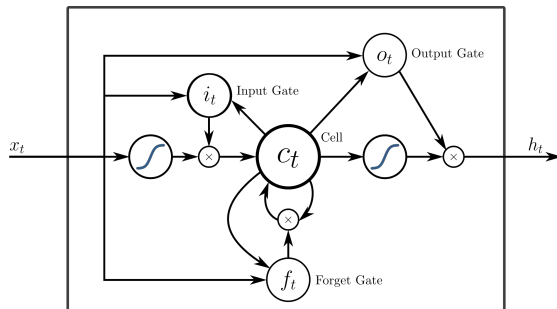 o_t Output Gate
i_t Input Gate
Cell
x_t
c_t
h_t
×
×
×
f_t Forget Gate